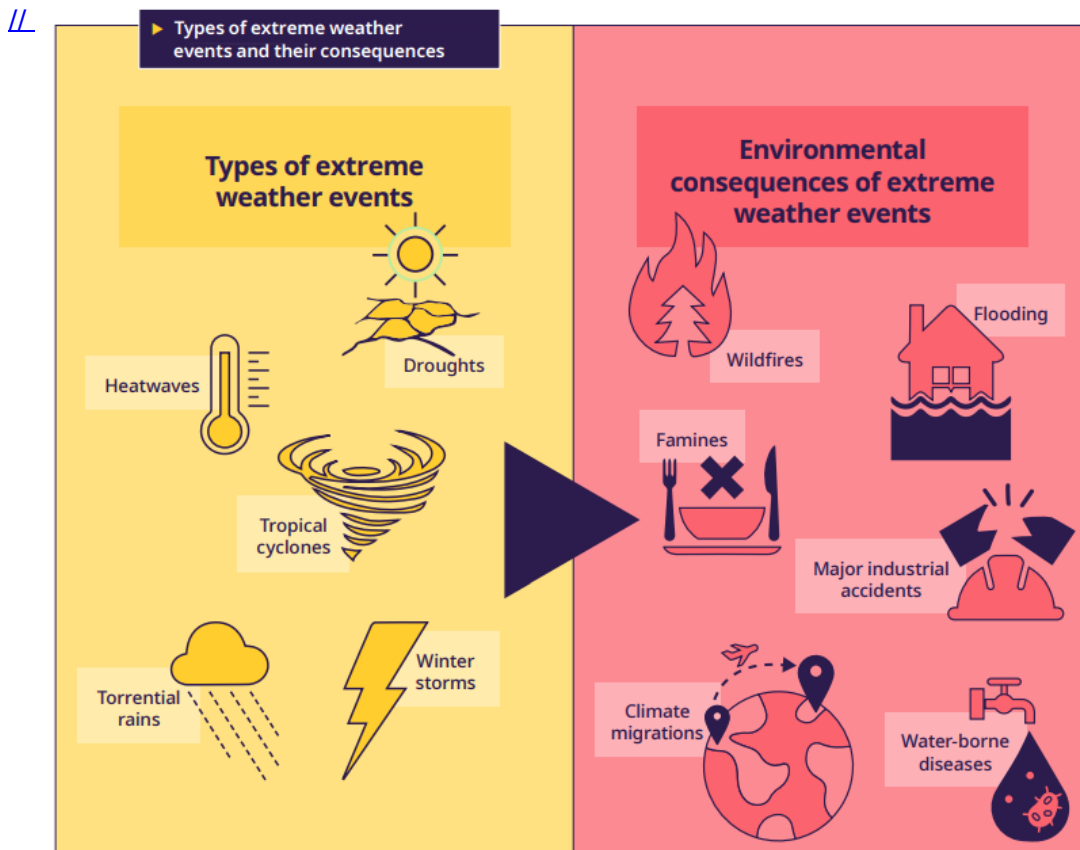 //
Types of extreme weather
events and their consequences
Types of extreme
weather events
Droughts
Heatwaves
Tropical
cyclones
Torrential
rains
Winter
storms
Environmental
consequences of extreme
weather events
Wildfires
Flooding
Famines
Major industrial
accidents
Climate
migrations
Water-borne
diseases